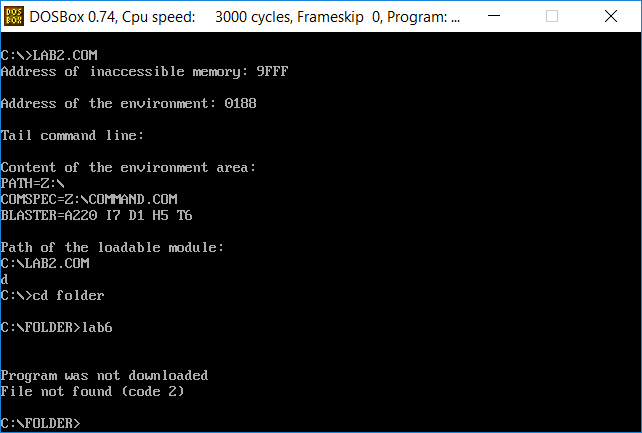 DOS
BOX
DOSBox 0.74, Cpu speed:     3000 cycles, Frameskip  0, Program: ...
C:\>LAB2.COM
Address of inaccessible memory: 9FFF
Address of the environment: 0188
Tail command line:
Content of the environment area:
PATH=Z:\
COMSPEC=Z:\COMMAND.COM
BLASTER=A220 I7 D1 H5 T6
Path of the loadable module:
C:\LAB2.COM
d
C:\>cd folder
C:\FOLDER>lab6
Program was not downloaded
File not found (code 2)
C:\FOLDER>